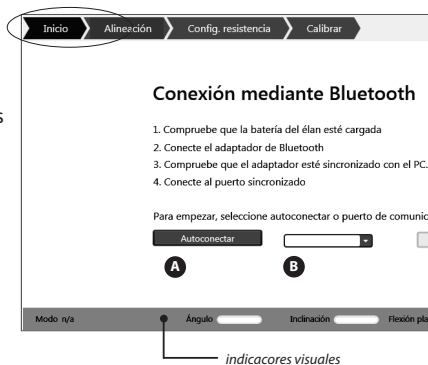 Inicio Alineación Config. resistencia Calibrar
Conexión mediante Bluetooth
s
1. Compruebe que la batería del élan esté cargada
2. Conecte el adaptador de Bluetooth
3. Compruebe que el adaptador esté sincronizado con el PC.
4. Conecte al puerto sincronizado
Para empezar, seleccione autoconectar o puerto de comunic
Autoconectar
A B
Modo n/a Ángulo Inclinación Flexión pla
indicacores visuales